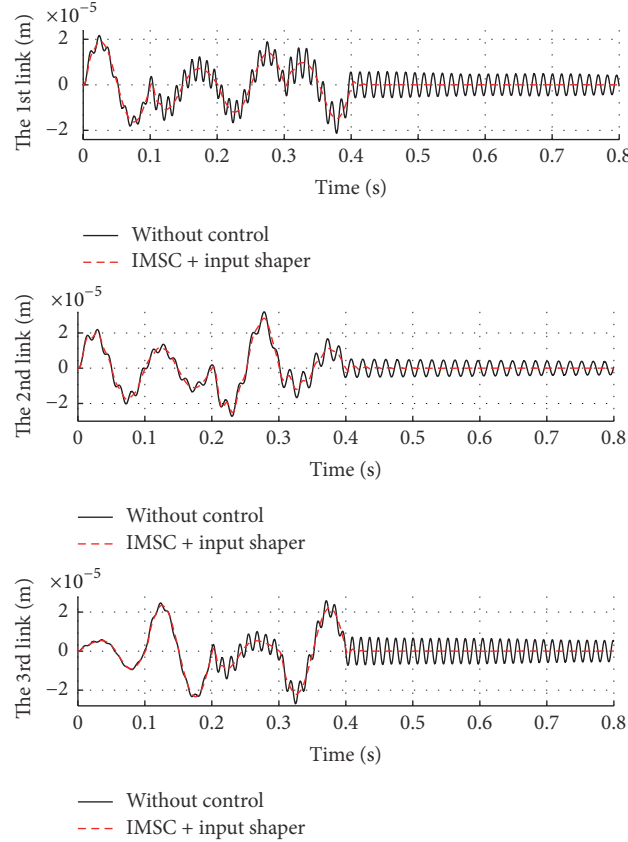 ×10⁻⁵
The 1st link (m)
2
0
−2
0 0.1 0.2 0.3 0.4 0.5 0.6 0.7 0.8
Time (s)
Without control
IMSC + input shaper
×10⁻⁵
The 2nd link (m)
2
0
−2
0 0.1 0.2 0.3 0.4 0.5 0.6 0.7 0.8
Time (s)
Without control
IMSC + input shaper
×10⁻⁵
The 3rd link (m)
2
0
−2
0 0.1 0.2 0.3 0.4 0.5 0.6 0.7 0.8
Time (s)
Without control
IMSC + input shaper